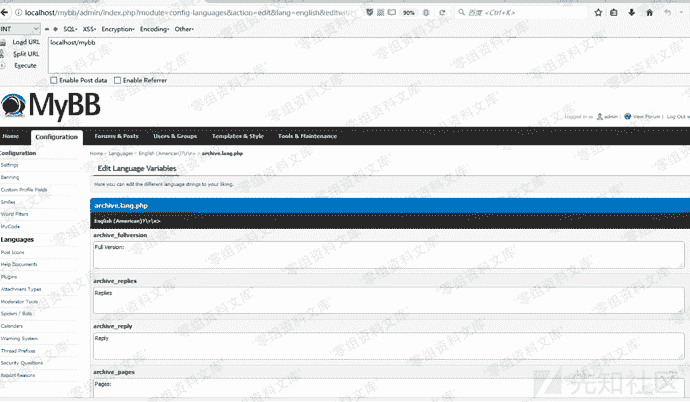 localhost/mybb/admin/index.php?module=config-languages&action=edit&lang=english&editwith
90%
百度 <Ctrl+K>
INT
SQL- XSS- Encryption- Encoding- Other-
Load URL
localhost/mybb
Split URL
Execute
Enable Post data
Enable Referrer
MyBB
Logged in as admin | View Forum | Log Out
Home
Configuration
Forums & Posts
Users & Groups
Templates & Style
Tools & Maintenance
Configuration
Home
Languages
English (American)
archive.lang.php
Settings
Edit Language Variables
Banning
Custom Profile Fields
Here you can edit the different language strings to your liking.
Smilies
Word Filters
archive.lang.php
MyCode
English (American)
Languages
archive_fullversion
Post Icons
Full Version:
Help Documents
Plugins
Attachment Types
archive_replies
Moderator Tools
Replies
Spiders / Bots
Calendars
archive_reply
Warning System
Reply
Thread Prefixes
Security Questions
archive_pages
Report Reasons
Pages:
零组资料文库
先知社区